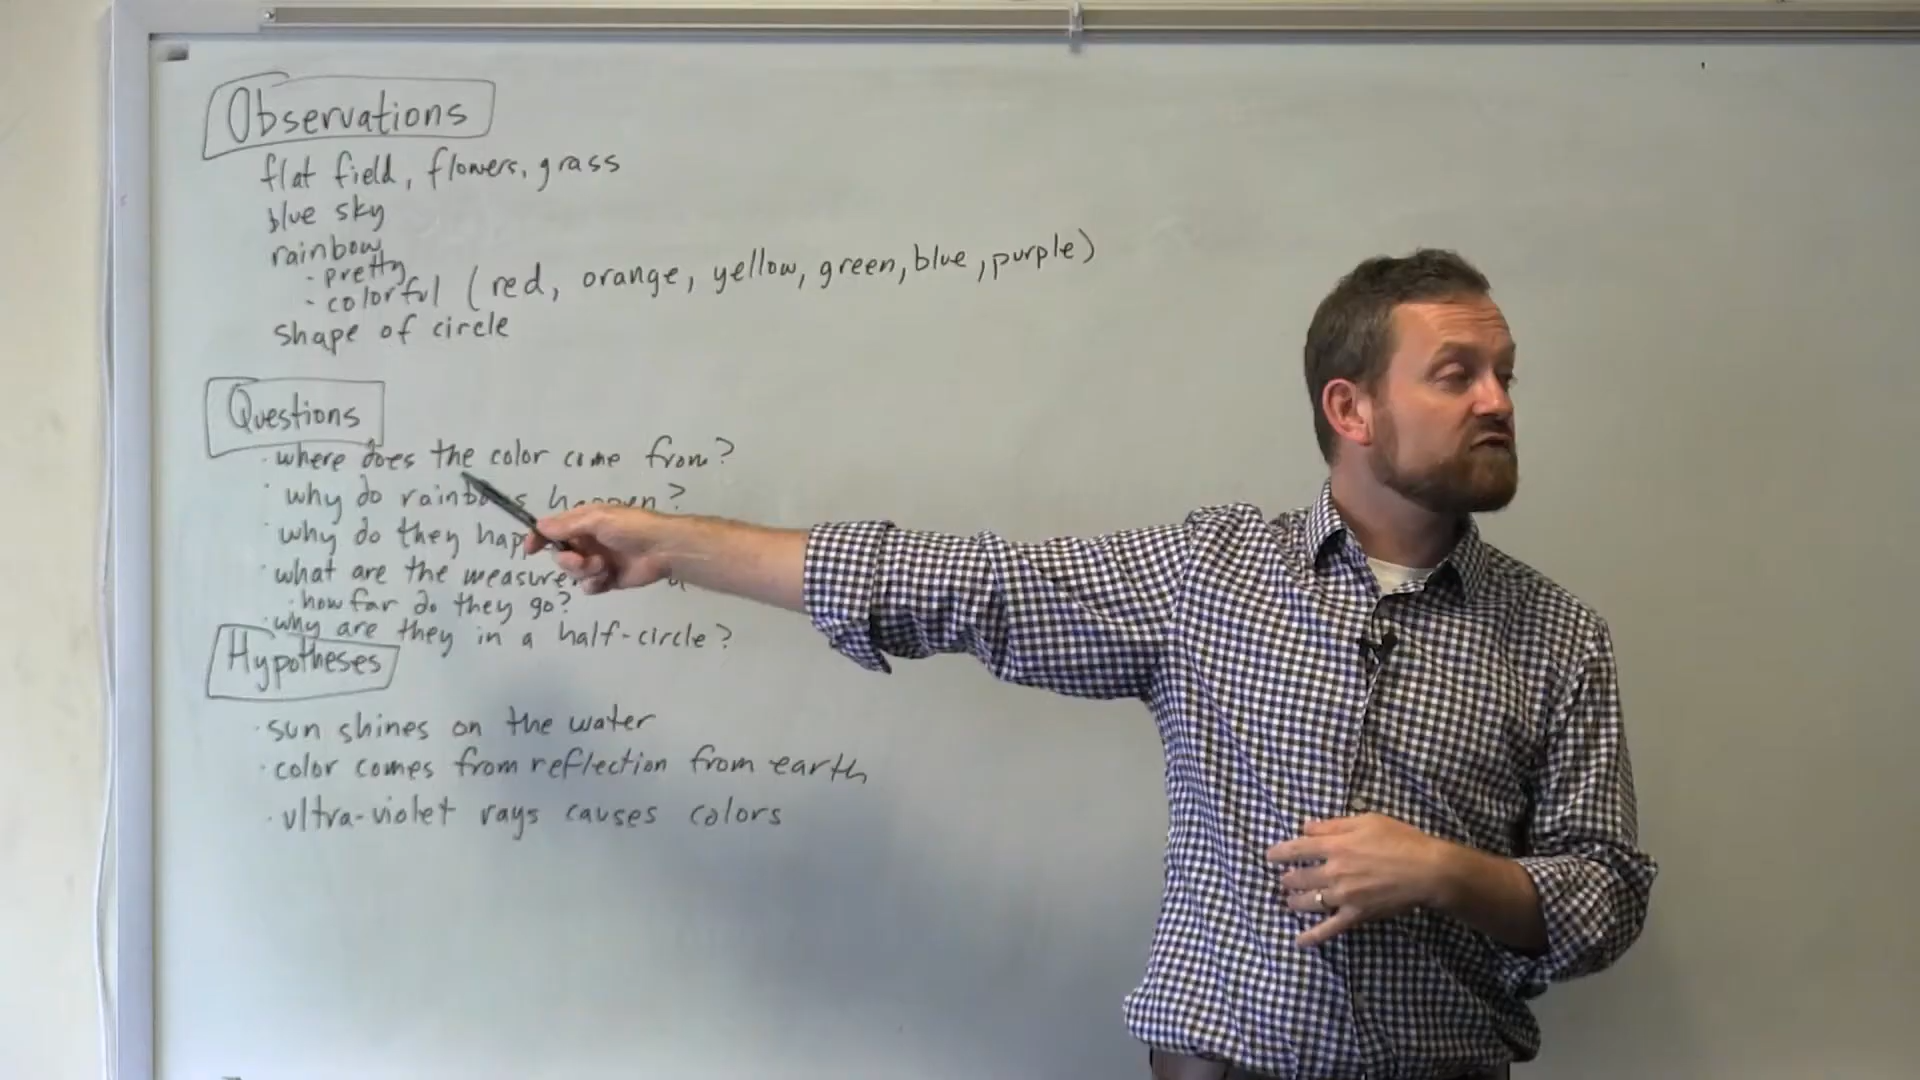 Observations
flat field, flowers, grass
blue sky
rainbow
- pretty
- colorful (red, orange, yellow, green, blue, purple)
shape of circle
Questions
· where does the color come from?
· why do rainbows happen?
· why do they
· what are the
· how far do they go?
· why are they in a half-circle?
Hypotheses
· sun shines on the water
· color comes from reflection from earth
· ultra-violet rays causes colors